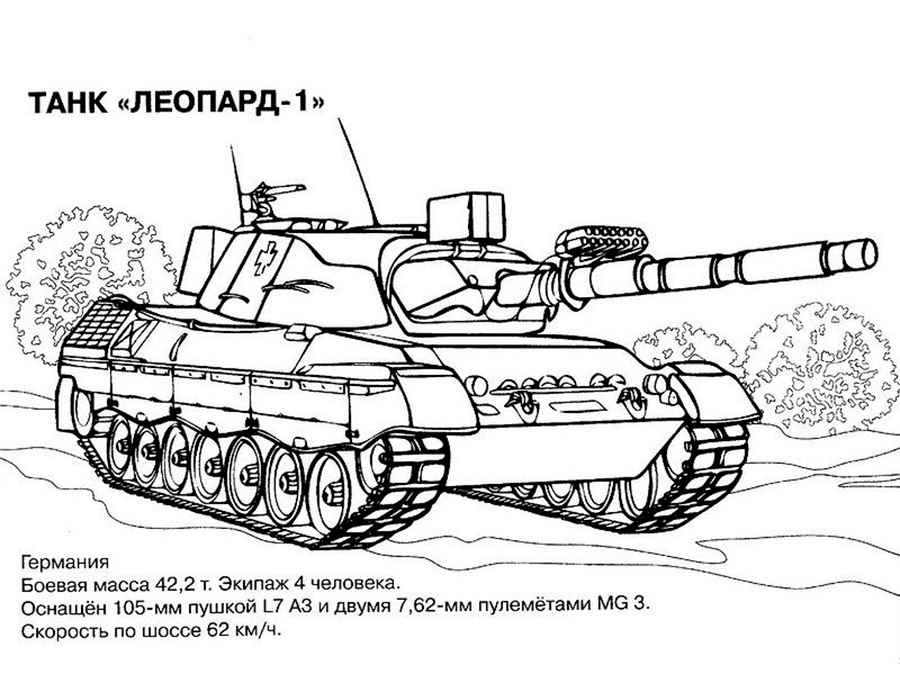 ТАНК «ЛЕОПАРД-1»
Германия
Боевая масса 42,2 т. Экипаж 4 человека.
Оснащён 105-мм пушкой L7 A3 и двумя 7,62-мм пулемётами MG 3.
Скорость по шоссе 62 км/ч.